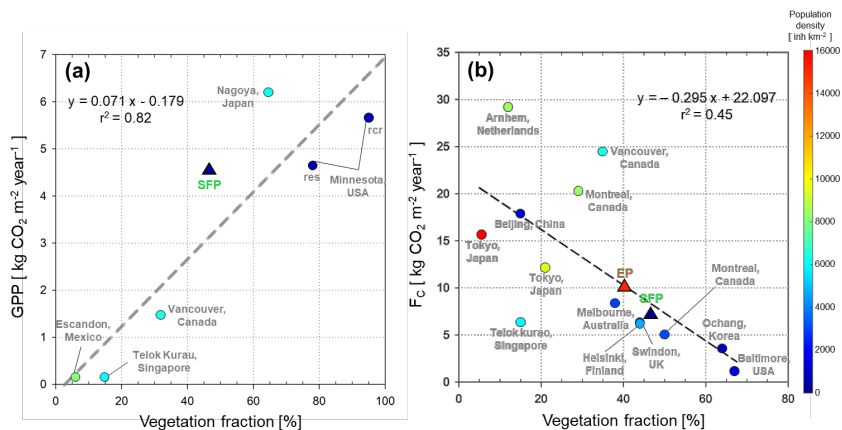 Population
density
[ inh km⁻² ]
(a)
y = 0.071 x - 0.179
r² = 0.82
Nagoya,
Japan
rcr
res
Minnesota,
USA
SFP
Vancouver,
Canada
Escandon,
Mexico
Telok Kurau,
Singapore
GPP [ kg CO₂ m⁻² year⁻¹ ]
7
6
5
4
3
2
1
0
0 20 40 60 80 100
Vegetation fraction [%]
(b)
y = – 0.295 x + 22.097
r² = 0.45
Arnhem,
Netherlands
Vancouver,
Canada
Montreal,
Canada
Beijing, China
Tokyo,
Japan
Tokyo,
Japan
EP
SFP
Montreal,
Canada
Melbourne,
Australia
Telok kurao,
Singapore
Helsinki,
Finland
Swindon,
UK
Ochang,
Korea
Baltimore,
USA
F_C [ kg CO₂ m⁻² year⁻¹ ]
35
30
25
20
15
10
5
0
0 20 40 60 80
Vegetation fraction [%]
16000
14000
12000
10000
8000
6000
4000
2000
0